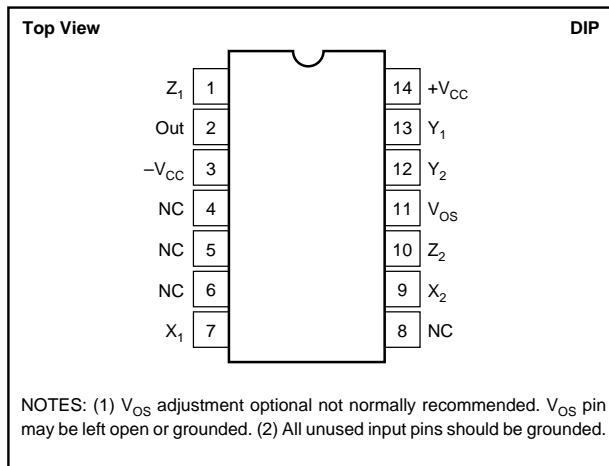 Top View DIP
Z1 1 14 +VCC
Out 2 13 Y1
–VCC 3 12 Y2
NC 4 11 VOS
NC 5 10 Z2
NC 6 9 X2
X1 7 8 NC
NOTES: (1) VOS adjustment optional not normally recommended. VOS pin
may be left open or grounded. (2) All unused input pins should be grounded.